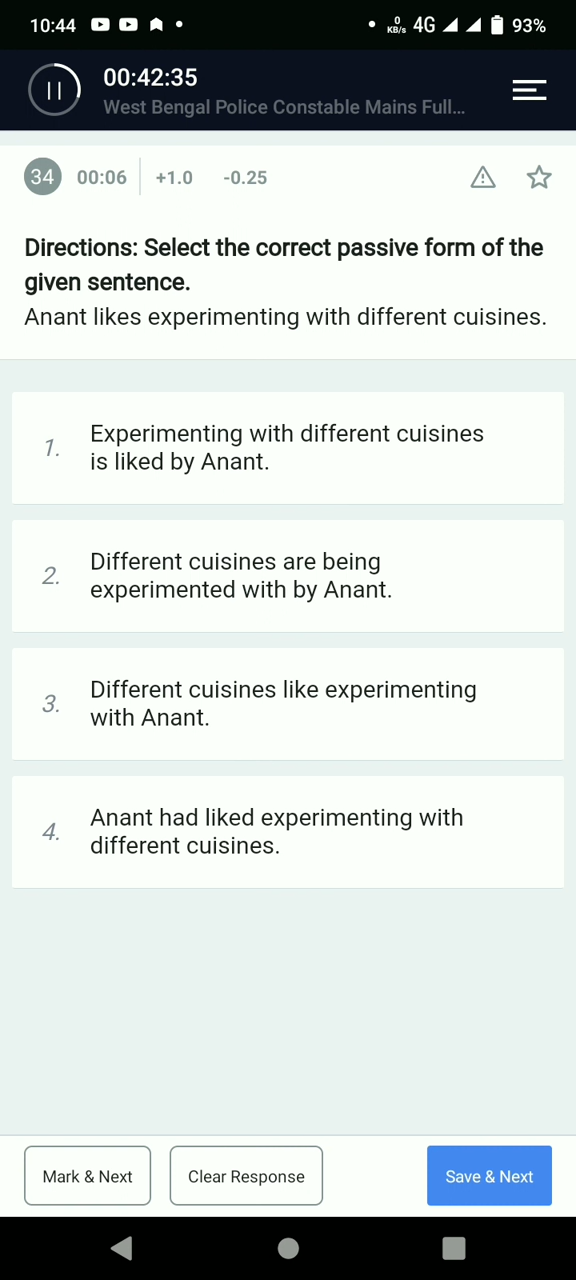 10:44
0 KB/s 4G 93%
00:42:35
West Bengal Police Constable Mains Full...
34 00:06 +1.0 -0.25
Directions: Select the correct passive form of the
given sentence.
Anant likes experimenting with different cuisines.
1. Experimenting with different cuisines
is liked by Anant.
2. Different cuisines are being
experimented with by Anant.
3. Different cuisines like experimenting
with Anant.
4. Anant had liked experimenting with
different cuisines.
Mark & Next Clear Response Save & Next